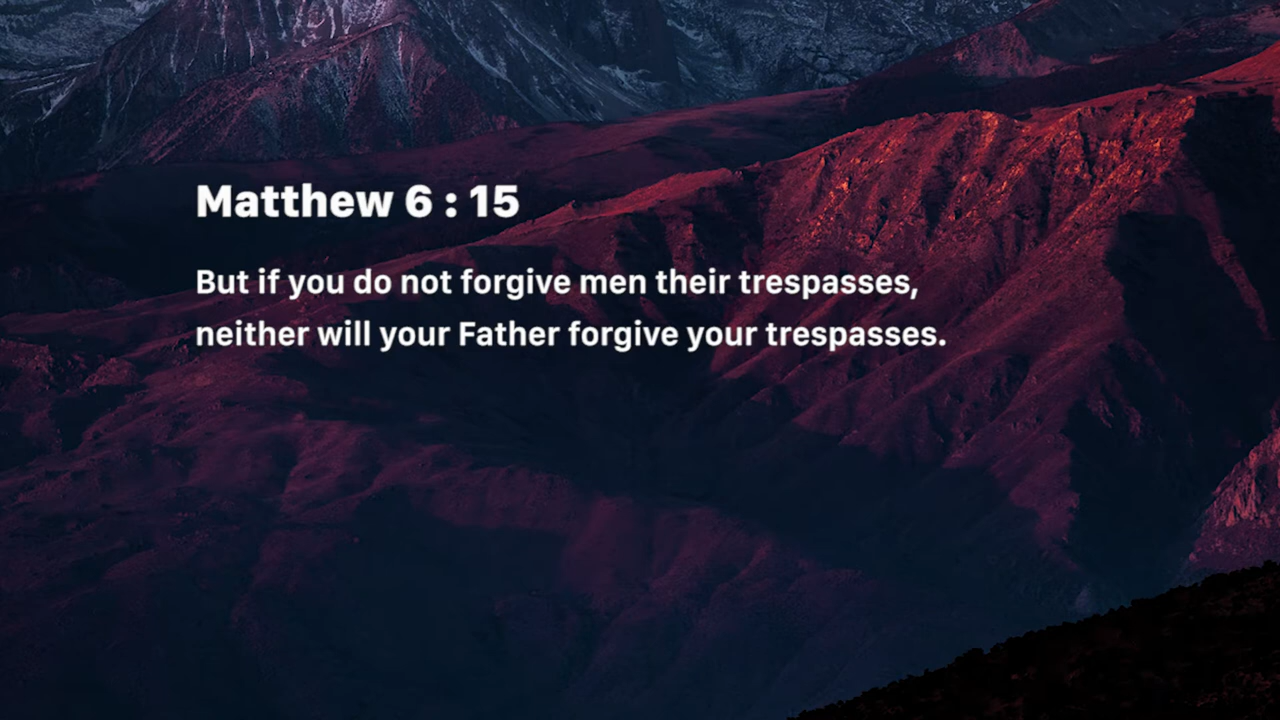 Matthew 6 : 15
But if you do not forgive men their trespasses,
neither will your Father forgive your trespasses.